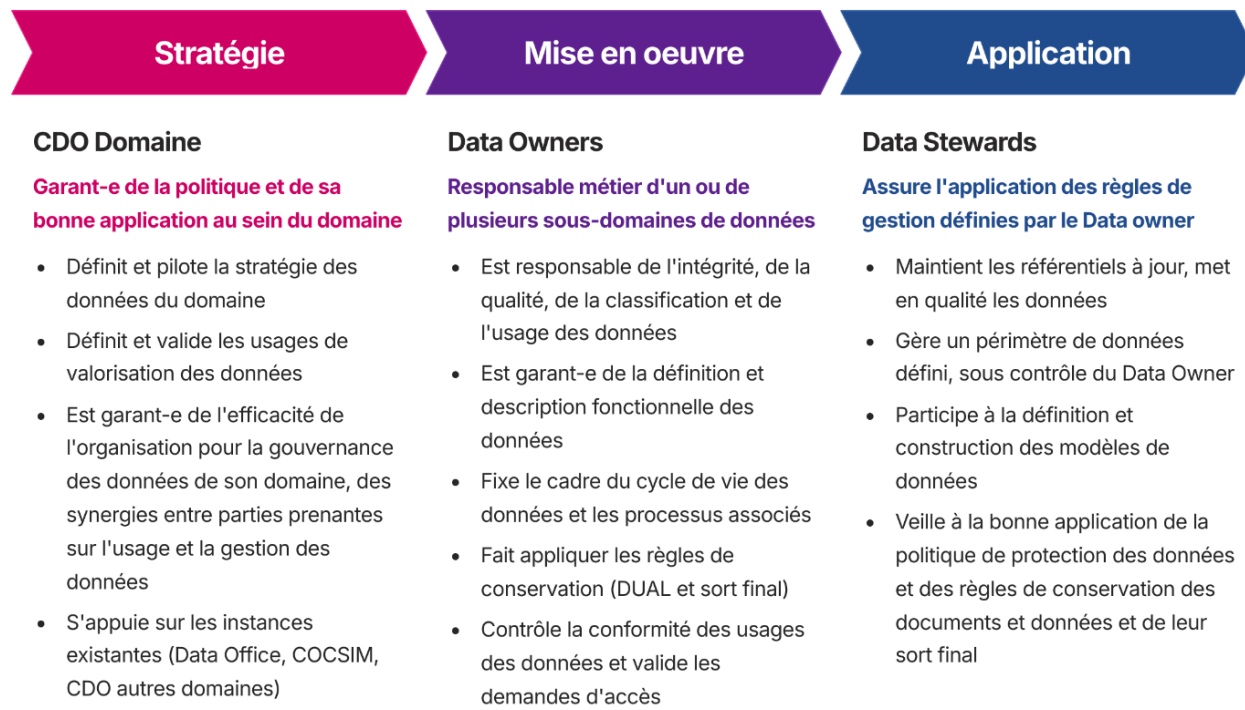 Stratégie
Mise en oeuvre
Application
CDO Domaine
Garant-e de la politique et de sa
bonne application au sein du domaine
• Définit et pilote la stratégie des
données du domaine
• Définit et valide les usages de
valorisation des données
• Est garant-e de l'efficacité de
l'organisation pour la gouvernance
des données de son domaine, des
synergies entre parties prenantes
sur l'usage et la gestion des
données
• S'appuie sur les instances
existantes (Data Office, COCSIM,
CDO autres domaines)
Data Owners
Responsable métier d'un ou de
plusieurs sous-domaines de données
• Est responsable de l'intégrité, de la
qualité, de la classification et de
l'usage des données
• Est garant-e de la définition et
description fonctionnelle des
données
• Fixe le cadre du cycle de vie des
données et les processus associés
• Fait appliquer les règles de
conservation (DUAL et sort final)
• Contrôle la conformité des usages
des données et valide les
demandes d'accès
Data Stewards
Assure l'application des règles de
gestion définies par le Data owner
• Maintient les référentiels à jour, met
en qualité les données
• Gère un périmètre de données
défini, sous contrôle du Data Owner
• Participe à la définition et
construction des modèles de
données
• Veille à la bonne application de la
politique de protection des données
et des règles de conservation des
documents et données et de leur
sort final